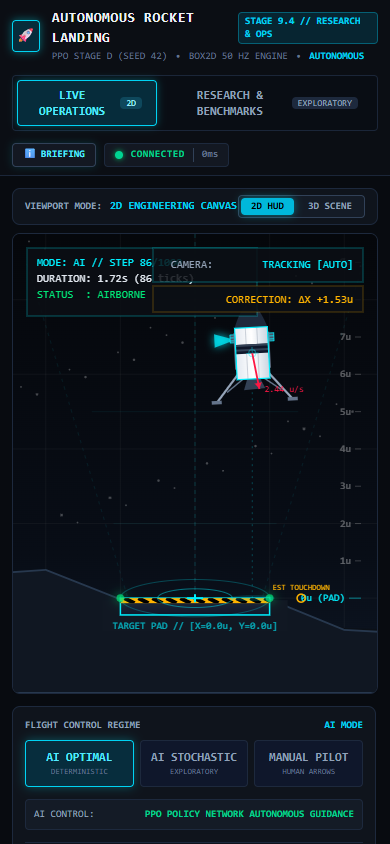 AUTONOMOUS ROCKET
LANDING
STAGE 9.4 // RESEARCH
& OPS
PPO STAGE D (SEED 42) • BOX2D 50 HZ ENGINE • AUTONOMOUS
LIVE
OPERATIONS
2D
RESEARCH &
BENCHMARKS
EXPLORATORY
BRIEFING
CONNECTED
0ms
VIEWPORT MODE: 2D ENGINEERING CANVAS
2D HUD
3D SCENE
MODE: AI // STEP 86
DURATION: 1.72s (86 ticks)
STATUS : AIRBORNE
CAMERA: TRACKING [AUTO]
CORRECTION: ΔX +1.53u
7u
6u
2.44 u/s
5u
4u
3u
2u
1u
EST TOUCHDOWN
0u (PAD)
TARGET PAD // [X=0.0u, Y=0.0u]
FLIGHT CONTROL REGIME
AI MODE
AI OPTIMAL
DETERMINISTIC
AI STOCHASTIC
EXPLORATORY
MANUAL PILOT
HUMAN ARROWS
AI CONTROL: PPO POLICY NETWORK AUTONOMOUS GUIDANCE